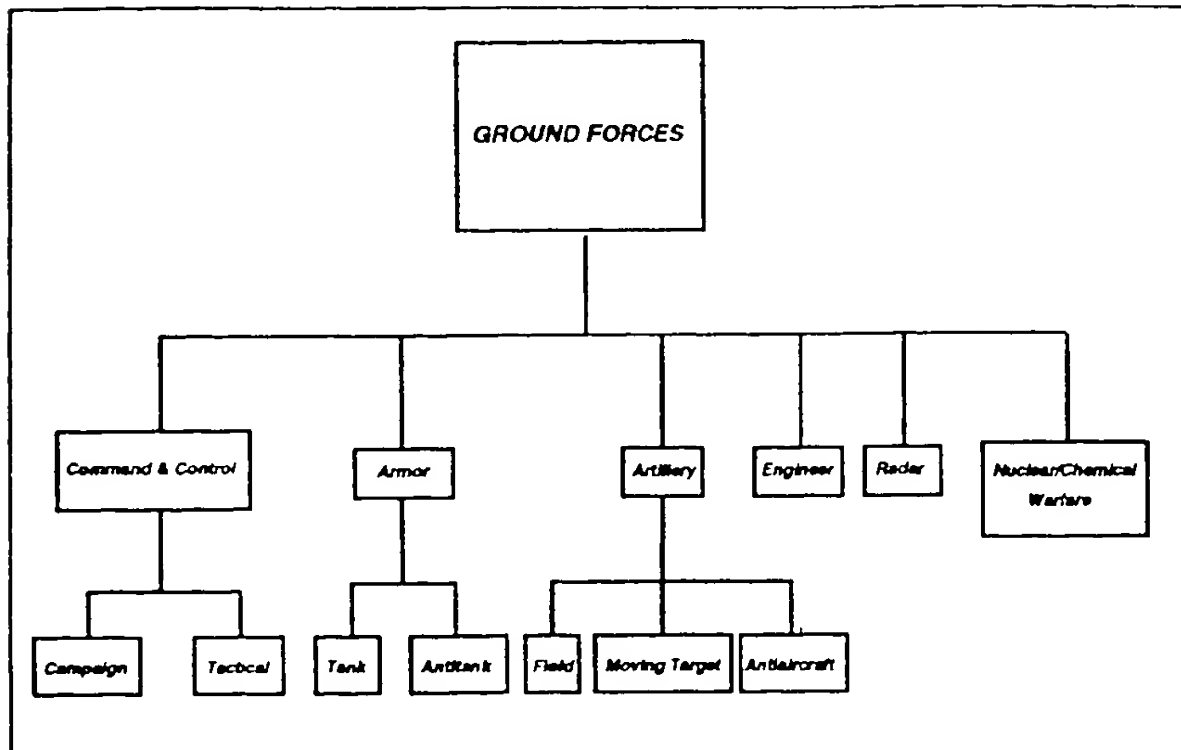 GROUND FORCES
Command & Control
Armor
Artillery
Engineer
Radar
Nuclear/Chemical
Warfare
Campaign
Tactical
Tank
Antitank
Field
Moving Target
Antiaircraft